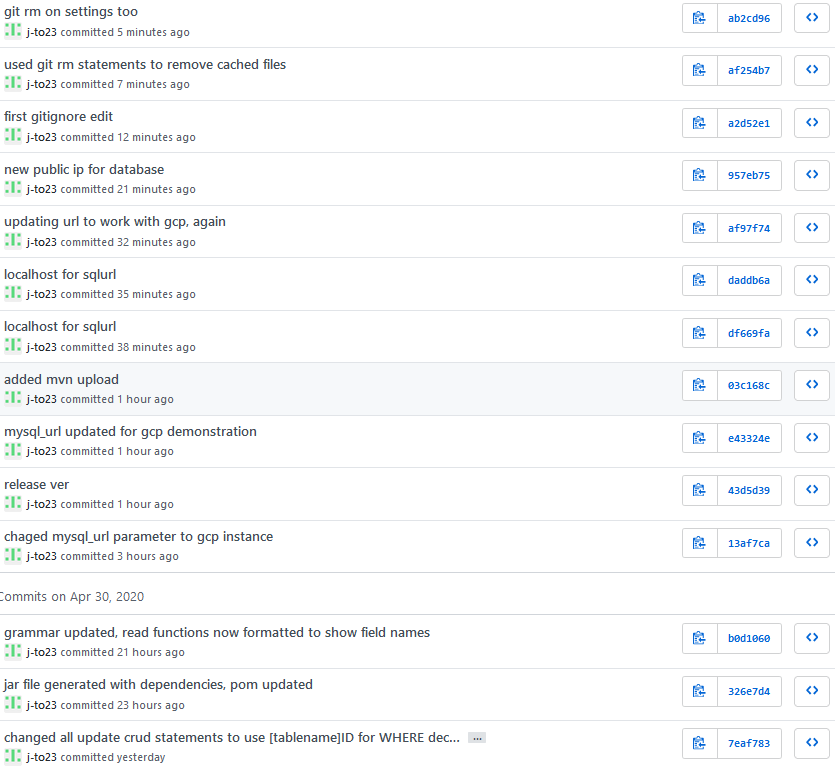 git rm on settings too
j-to23 committed 5 minutes ago
ab2cd96
used git rm statements to remove cached files
j-to23 committed 7 minutes ago
af254b7
first gitignore edit
j-to23 committed 12 minutes ago
a2d52e1
new public ip for database
j-to23 committed 21 minutes ago
957eb75
updating url to work with gcp, again
j-to23 committed 32 minutes ago
af97f74
localhost for sqlurl
j-to23 committed 35 minutes ago
daddb6a
localhost for sqlurl
j-to23 committed 38 minutes ago
df669fa
added mvn upload
j-to23 committed 1 hour ago
03c168c
mysql_url updated for gcp demonstration
j-to23 committed 1 hour ago
e43324e
release ver
j-to23 committed 1 hour ago
43d5d39
chaged mysql_url parameter to gcp instance
j-to23 committed 3 hours ago
13af7ca
Commits on Apr 30, 2020
grammar updated, read functions now formatted to show field names
j-to23 committed 21 hours ago
b0d1060
jar file generated with dependencies, pom updated
j-to23 committed 23 hours ago
326e7d4
changed all update crud statements to use [tablename]ID for WHERE dec... ...
j-to23 committed yesterday
7eaf783